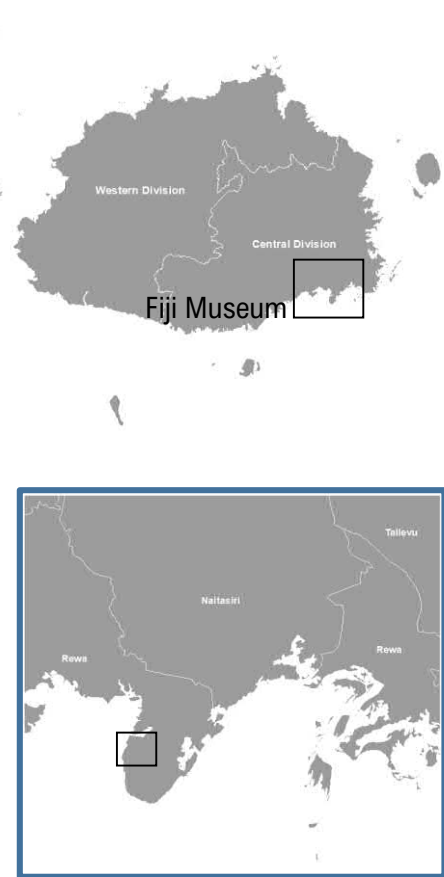 Western Division
Central Division
Fiji Museum
Tailevu
Naitasiri
Rewa
Rewa